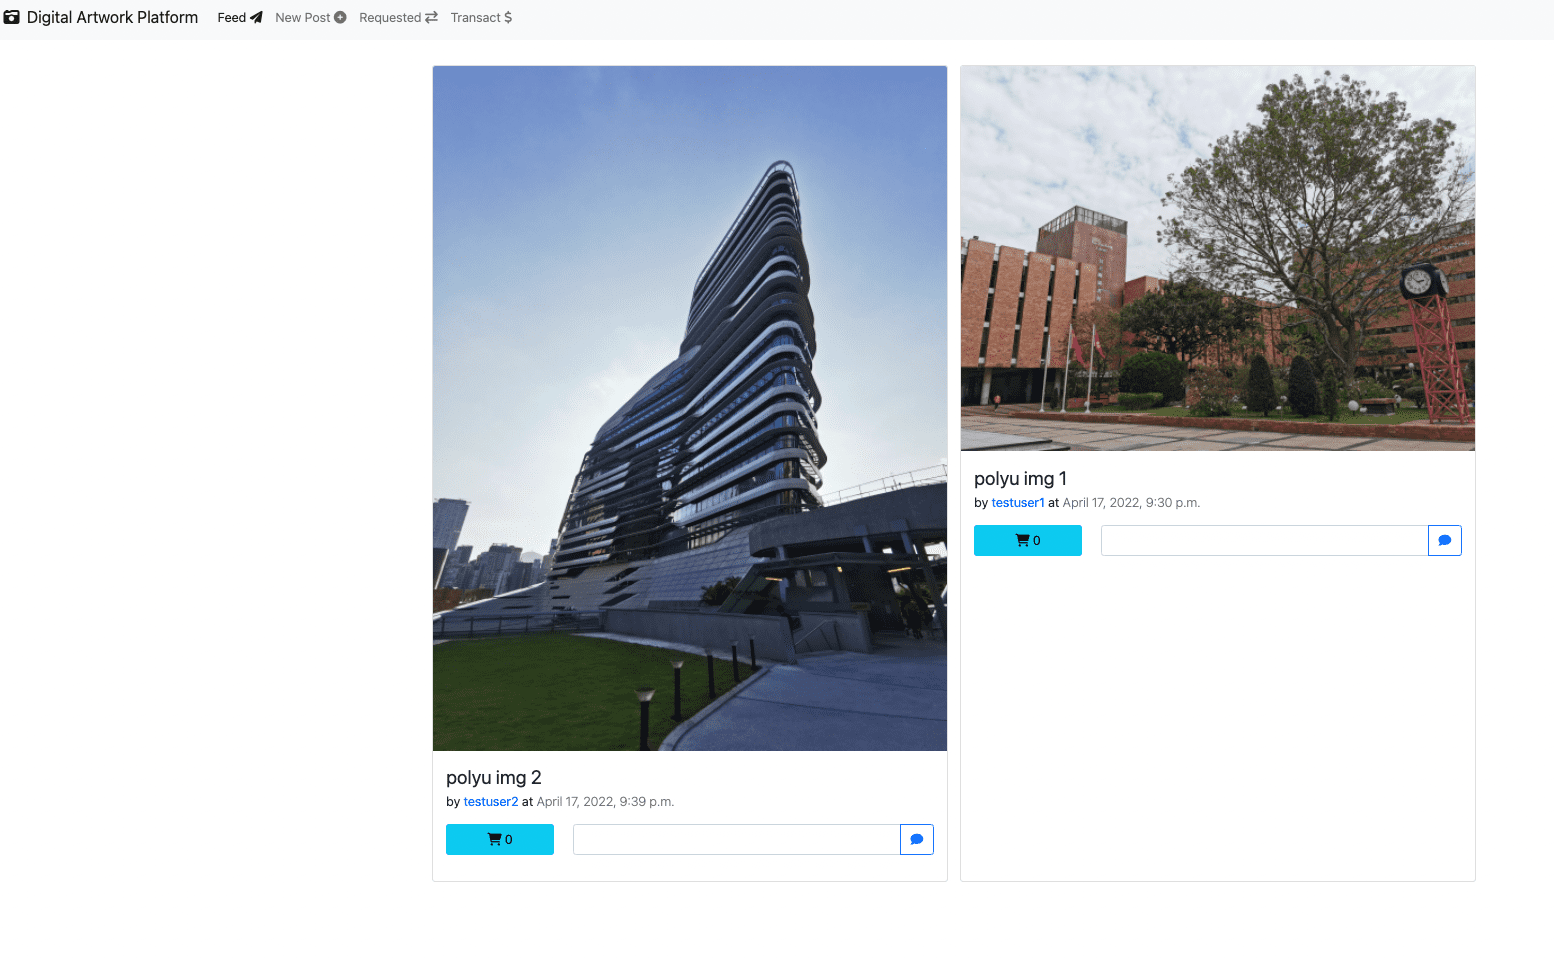 Digital Artwork Platform Feed New Post Requested Transact $
polyu img 2
by testuser2 at April 17, 2022, 9:39 p.m.
0
polyu img 1
by testuser1 at April 17, 2022, 9:30 p.m.
0